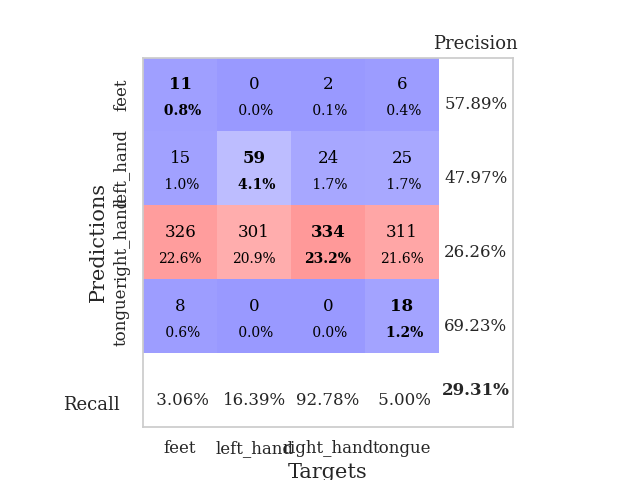 Precision
feet
11 0 2 6 57.89%
0.8% 0.0% 0.1% 0.4%
left_hand
15 59 24 25 47.97%
1.0% 4.1% 1.7% 1.7%
Predictions
right_hand
326 301 334 311 26.26%
22.6% 20.9% 23.2% 21.6%
tongue
8 0 0 18 69.23%
0.6% 0.0% 0.0% 1.2%
Recall 3.06% 16.39% 92.78% 5.00% 29.31%
feet left_hand right_hand tongue
Targets